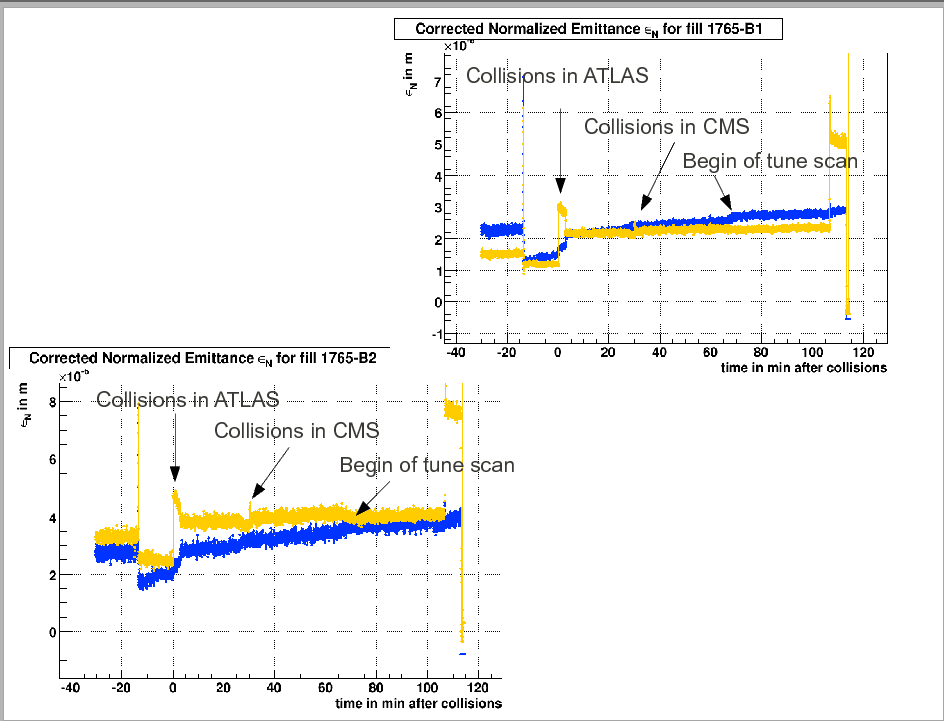 Corrected Normalized Emittance εN for fill 1765-B1
×10⁻⁶
εN in m
Collisions in ATLAS
Collisions in CMS
Begin of tune scan
7
6
5
4
3
2
1
0
-1
-40 -20 0 20 40 60 80 100 120
time in min after collisions
Corrected Normalized Emittance εN for fill 1765-B2
×10⁻⁶
εN in m
Collisions in ATLAS
Collisions in CMS
Begin of tune scan
8
6
4
2
0
-40 -20 0 20 40 60 80 100 120
time in min after collisions